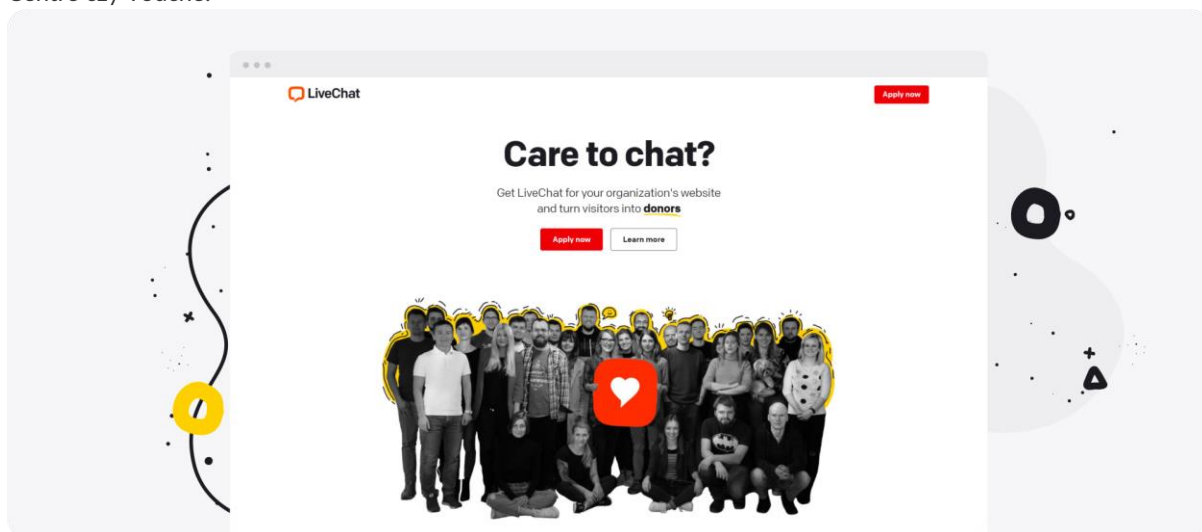 LiveChat
Apply now
Care to chat?
Get LiveChat for your organization's website
and turn visitors into donors
Apply now
Learn more